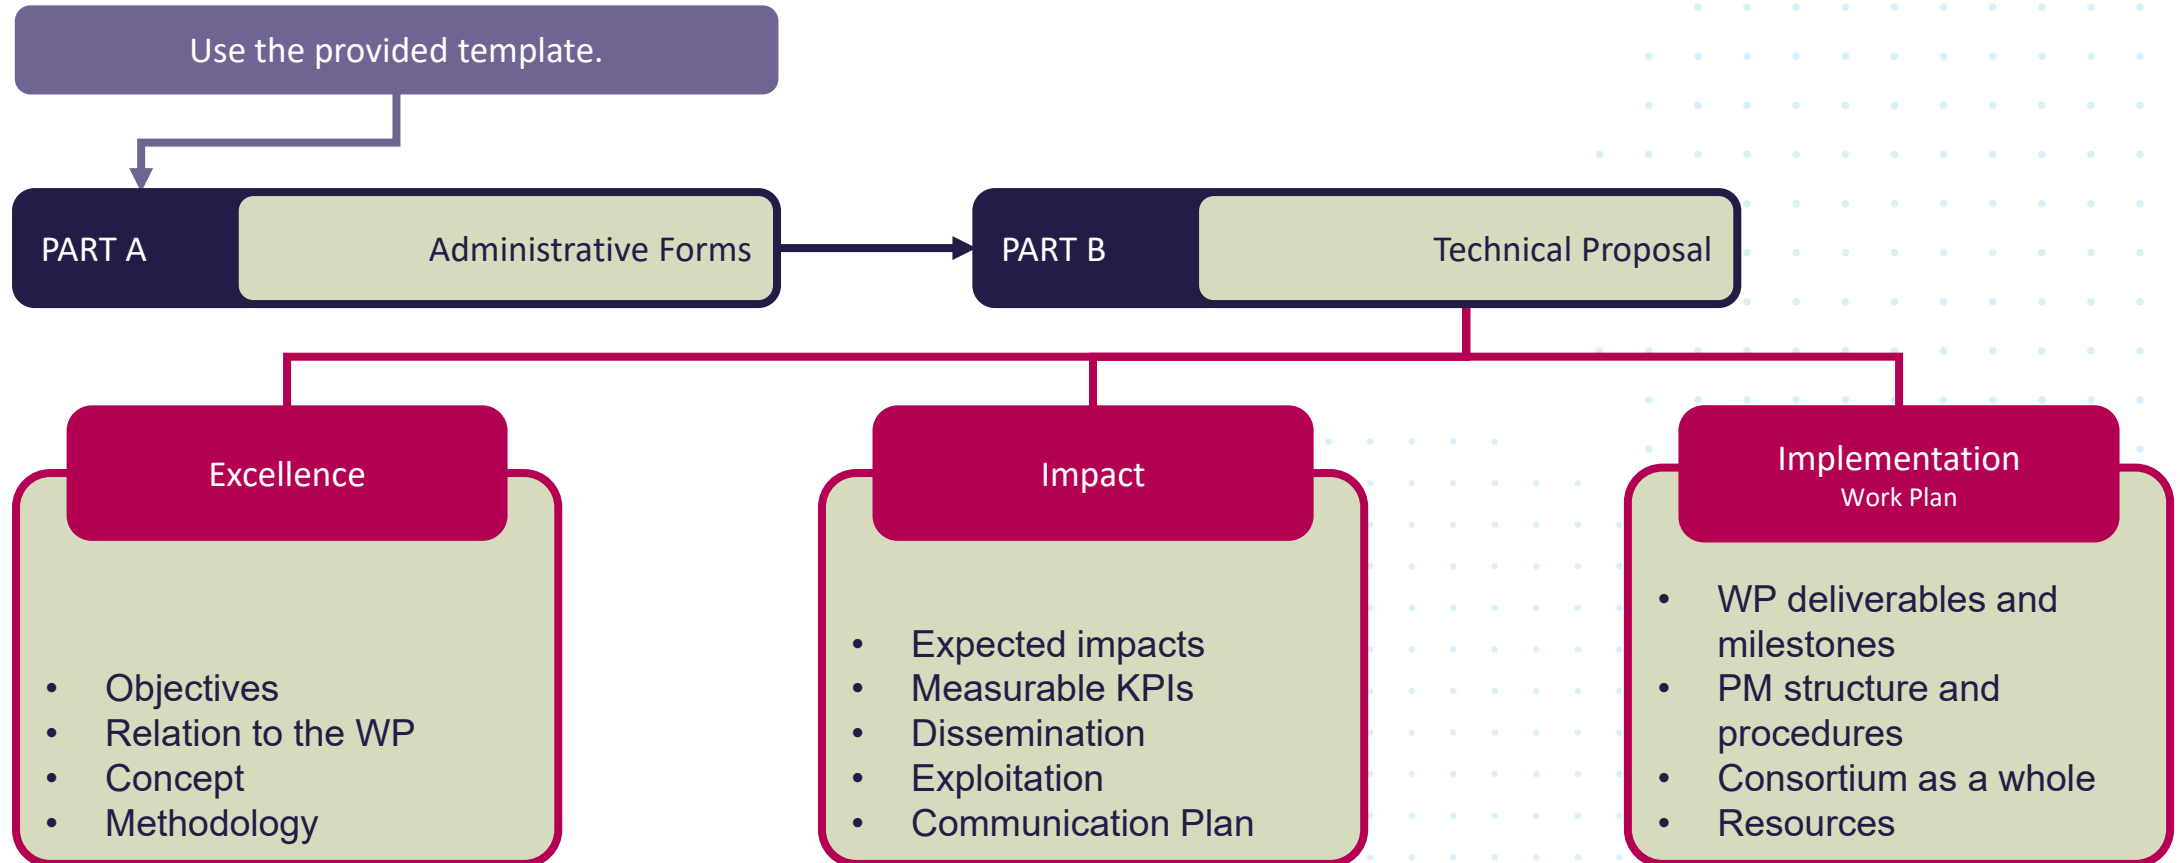 Use the provided template.
PART A
Administrative Forms
PART B
Technical Proposal
Excellence
• Objectives
• Relation to the WP
• Concept
• Methodology
Impact
• Expected impacts
• Measurable KPIs
• Dissemination
• Exploitation
• Communication Plan
Implementation
Work Plan
• WP deliverables and
milestones
• PM structure and
procedures
• Consortium as a whole
• Resources